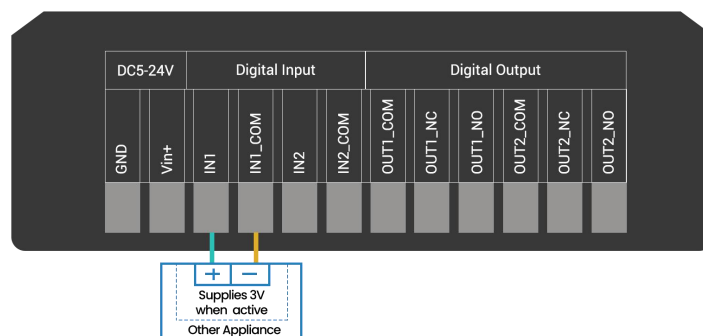 DC5-24V
Digital Input
Digital Output
GND
Vin+
IN1
IN1_COM
IN2
IN2_COM
OUT1_COM
OUT1_NC
OUT1_NO
OUT2_COM
OUT2_NC
OUT2_NO
+ −
Supplies 3V
when active
Other Appliance